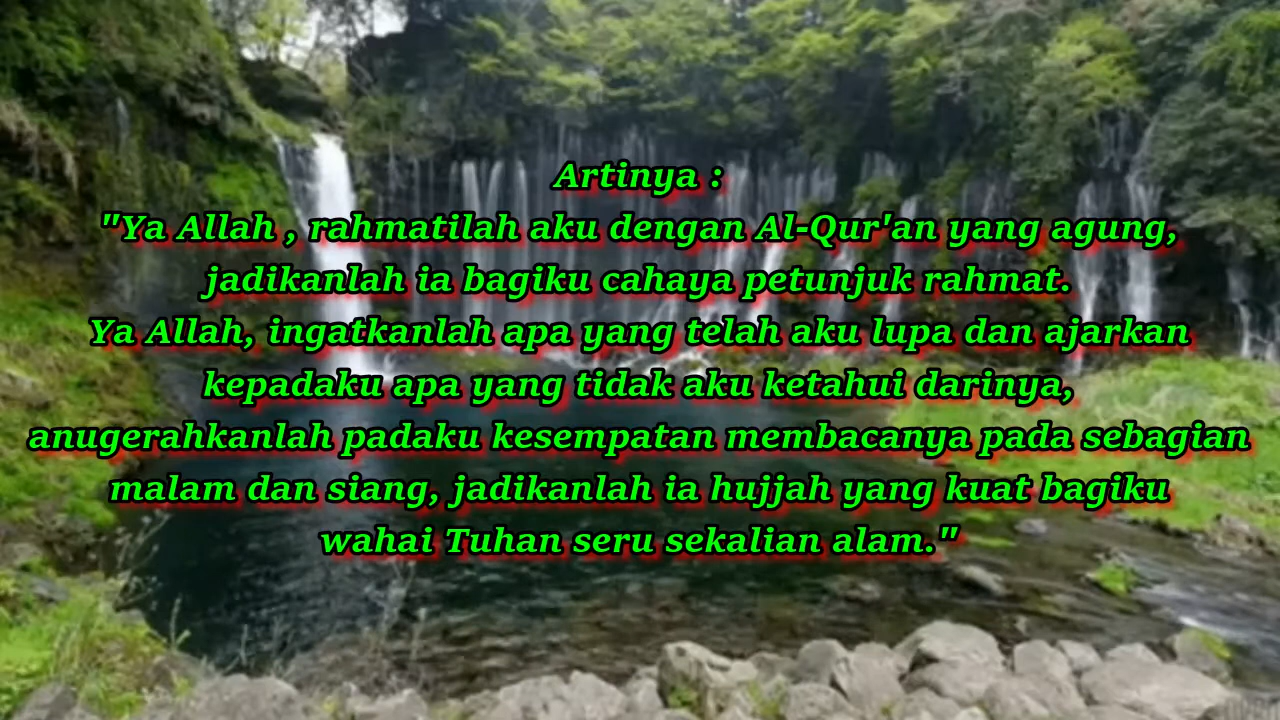 Artinya :
"Ya Allah , rahmatilah aku dengan Al-Qur'an yang agung,
jadikanlah ia bagiku cahaya petunjuk rahmat.
Ya Allah, ingatkanlah apa yang telah aku lupa dan ajarkan
kepadaku apa yang tidak aku ketahui darinya,
anugerahkanlah padaku kesempatan membacanya pada sebagian
malam dan siang, jadikanlah ia hujjah yang kuat bagiku
wahai Tuhan seru sekalian alam."